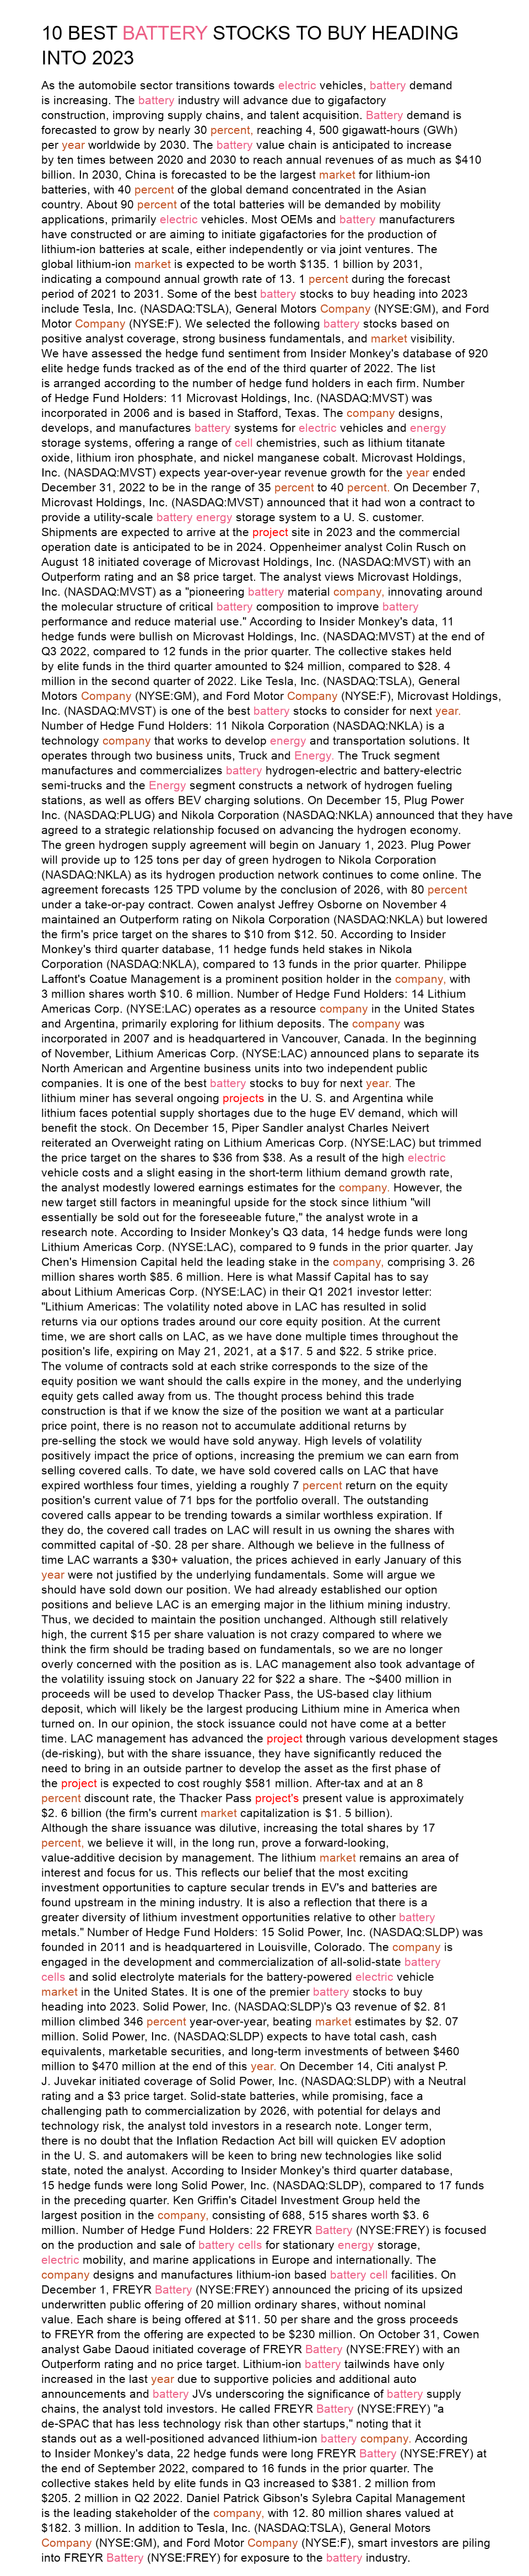 10 BEST BATTERY STOCKS TO BUY HEADING
INTO 2023
As the automobile sector transitions towards electric vehicles, battery demand
is increasing. The battery industry will advance due to gigafactory
construction, improving supply chains, and talent acquisition. Battery demand is
forecasted to grow by nearly 30 percent, reaching 4, 500 gigawatt-hours (GWh)
per year worldwide by 2030. The battery value chain is anticipated to increase
by ten times between 2020 and 2030 to reach annual revenues of as much as $410
billion. In 2030, China is forecasted to be the largest market for lithium-ion
batteries, with 40 percent of the global demand concentrated in the Asian
country. About 90 percent of the total batteries will be demanded by mobility
applications, primarily electric vehicles. Most OEMs and battery manufacturers
have constructed or are aiming to initiate gigafactories for the production of
lithium-ion batteries at scale, either independently or via joint ventures. The
global lithium-ion market is expected to be worth $135. 1 billion by 2031,
indicating a compound annual growth rate of 13. 1 percent during the forecast
period of 2021 to 2031. Some of the best battery stocks to buy heading into 2023
include Tesla, Inc. (NASDAQ:TSLA), General Motors Company (NYSE:GM), and Ford
Motor Company (NYSE:F). We selected the following battery stocks based on
positive analyst coverage, strong business fundamentals, and market visibility.
We have assessed the hedge fund sentiment from Insider Monkey's database of 920
elite hedge funds tracked as of the end of the third quarter of 2022. The list
is arranged according to the number of hedge fund holders in each firm. Number
of Hedge Fund Holders: 11 Microvast Holdings, Inc. (NASDAQ:MVST) was
incorporated in 2006 and is based in Stafford, Texas. The company designs,
develops, and manufactures battery systems for electric vehicles and energy
storage systems, offering a range of cell chemistries, such as lithium titanate
oxide, lithium iron phosphate, and nickel manganese cobalt. Microvast Holdings,
Inc. (NASDAQ:MVST) expects year-over-year revenue growth for the year ended
December 31, 2022 to be in the range of 35 percent to 40 percent. On December 7,
Microvast Holdings, Inc. (NASDAQ:MVST) announced that it had won a contract to
provide a utility-scale battery energy storage system to a U. S. customer.
Shipments are expected to arrive at the project site in 2023 and the commercial
operation date is anticipated to be in 2024. Oppenheimer analyst Colin Rusch on
August 18 initiated coverage of Microvast Holdings, Inc. (NASDAQ:MVST) with an
Outperform rating and an $8 price target. The analyst views Microvast Holdings,
Inc. (NASDAQ:MVST) as a "pioneering battery material company, innovating around
the molecular structure of critical battery composition to improve battery
performance and reduce material use." According to Insider Monkey's data, 11
hedge funds were bullish on Microvast Holdings, Inc. (NASDAQ:MVST) at the end of
Q3 2022, compared to 12 funds in the prior quarter. The collective stakes held
by elite funds in the third quarter amounted to $24 million, compared to $28. 4
million in the second quarter of 2022. Like Tesla, Inc. (NASDAQ:TSLA), General
Motors Company (NYSE:GM), and Ford Motor Company (NYSE:F), Microvast Holdings,
Inc. (NASDAQ:MVST) is one of the best battery stocks to consider for next year.
Number of Hedge Fund Holders: 11 Nikola Corporation (NASDAQ:NKLA) is a
technology company that works to develop energy and transportation solutions. It
operates through two business units, Truck and Energy. The Truck segment
manufactures and commercializes battery hydrogen-electric and battery-electric
semi-trucks and the Energy segment constructs a network of hydrogen fueling
stations, as well as offers BEV charging solutions. On December 15, Plug Power
Inc. (NASDAQ:PLUG) and Nikola Corporation (NASDAQ:NKLA) announced that they have
agreed to a strategic relationship focused on advancing the hydrogen economy.
The green hydrogen supply agreement will begin on January 1, 2023. Plug Power
will provide up to 125 tons per day of green hydrogen to Nikola Corporation
(NASDAQ:NKLA) as its hydrogen production network continues to come online. The
agreement forecasts 125 TPD volume by the conclusion of 2026, with 80 percent
under a take-or-pay contract. Cowen analyst Jeffrey Osborne on November 4
maintained an Outperform rating on Nikola Corporation (NASDAQ:NKLA) but lowered
the firm's price target on the shares to $10 from $12. 50. According to Insider
Monkey's third quarter database, 11 hedge funds held stakes in Nikola
Corporation (NASDAQ:NKLA), compared to 13 funds in the prior quarter. Philippe
Laffont's Coatue Management is a prominent position holder in the company, with
3 million shares worth $10. 6 million. Number of Hedge Fund Holders: 14 Lithium
Americas Corp. (NYSE:LAC) operates as a resource company in the United States
and Argentina, primarily exploring for lithium deposits. The company was
incorporated in 2007 and is headquartered in Vancouver, Canada. In the beginning
of November, Lithium Americas Corp. (NYSE:LAC) announced plans to separate its
North American and Argentine business units into two independent public
companies. It is one of the best battery stocks to buy for next year. The
lithium miner has several ongoing projects in the U. S. and Argentina while
lithium faces potential supply shortages due to the huge EV demand, which will
benefit the stock. On December 15, Piper Sandler analyst Charles Neivert
reiterated an Overweight rating on Lithium Americas Corp. (NYSE:LAC) but trimmed
the price target on the shares to $36 from $38. As a result of the high electric
vehicle costs and a slight easing in the short-term lithium demand growth rate,
the analyst modestly lowered earnings estimates for the company. However, the
new target still factors in meaningful upside for the stock since lithium "will
essentially be sold out for the foreseeable future," the analyst wrote in a
research note. According to Insider Monkey's Q3 data, 14 hedge funds were long
Lithium Americas Corp. (NYSE:LAC), compared to 9 funds in the prior quarter. Jay
Chen's Himension Capital held the leading stake in the company, comprising 3. 26
million shares worth $85. 6 million. Here is what Massif Capital has to say
about Lithium Americas Corp. (NYSE:LAC) in their Q1 2021 investor letter:
"Lithium Americas: The volatility noted above in LAC has resulted in solid
returns via our options trades around our core equity position. At the current
time, we are short calls on LAC, as we have done multiple times throughout the
position's life, expiring on May 21, 2021, at a $17. 5 and $22. 5 strike price.
The volume of contracts sold at each strike corresponds to the size of the
equity position we want should the calls expire in the money, and the underlying
equity gets called away from us. The thought process behind this trade
construction is that if we know the size of the position we want at a particular
price point, there is no reason not to accumulate additional returns by
pre-selling the stock we would have sold anyway. High levels of volatility
positively impact the price of options, increasing the premium we can earn from
selling covered calls. To date, we have sold covered calls on LAC that have
expired worthless four times, yielding a roughly 7 percent return on the equity
position's current value of 71 bps for the portfolio overall. The outstanding
covered calls appear to be trending towards a similar worthless expiration. If
they do, the covered call trades on LAC will result in us owning the shares with
committed capital of -$0. 28 per share. Although we believe in the fullness of
time LAC warrants a $30+ valuation, the prices achieved in early January of this
year were not justified by the underlying fundamentals. Some will argue we
should have sold down our position. We had already established our option
positions and believe LAC is an emerging major in the lithium mining industry.
Thus, we decided to maintain the position unchanged. Although still relatively
high, the current $15 per share valuation is not crazy compared to where we
think the firm should be trading based on fundamentals, so we are no longer
overly concerned with the position as is. LAC management also took advantage of
the volatility issuing stock on January 22 for $22 a share. The ~$400 million in
proceeds will be used to develop Thacker Pass, the US-based clay lithium
deposit, which will likely be the largest producing Lithium mine in America when
turned on. In our opinion, the stock issuance could not have come at a better
time. LAC management has advanced the project through various development stages
(de-risking), but with the share issuance, they have significantly reduced the
need to bring in an outside partner to develop the asset as the first phase of
the project is expected to cost roughly $581 million. After-tax and at an 8
percent discount rate, the Thacker Pass project's present value is approximately
$2. 6 billion (the firm's current market capitalization is $1. 5 billion).
Although the share issuance was dilutive, increasing the total shares by 17
percent, we believe it will, in the long run, prove a forward-looking,
value-additive decision by management. The lithium market remains an area of
interest and focus for us. This reflects our belief that the most exciting
investment opportunities to capture secular trends in EV's and batteries are
found upstream in the mining industry. It is also a reflection that there is a
greater diversity of lithium investment opportunities relative to other battery
metals." Number of Hedge Fund Holders: 15 Solid Power, Inc. (NASDAQ:SLDP) was
founded in 2011 and is headquartered in Louisville, Colorado. The company is
engaged in the development and commercialization of all-solid-state battery
cells and solid electrolyte materials for the battery-powered electric vehicle
market in the United States. It is one of the premier battery stocks to buy
heading into 2023. Solid Power, Inc. (NASDAQ:SLDP)'s Q3 revenue of $2. 81
million climbed 346 percent year-over-year, beating market estimates by $2. 07
million. Solid Power, Inc. (NASDAQ:SLDP) expects to have total cash, cash
equivalents, marketable securities, and long-term investments of between $460
million to $470 million at the end of this year. On December 14, Citi analyst P.
J. Juvekar initiated coverage of Solid Power, Inc. (NASDAQ:SLDP) with a Neutral
rating and a $3 price target. Solid-state batteries, while promising, face a
challenging path to commercialization by 2026, with potential for delays and
technology risk, the analyst told investors in a research note. Longer term,
there is no doubt that the Inflation Redaction Act bill will quicken EV adoption
in the U. S. and automakers will be keen to bring new technologies like solid
state, noted the analyst. According to Insider Monkey's third quarter database,
15 hedge funds were long Solid Power, Inc. (NASDAQ:SLDP), compared to 17 funds
in the preceding quarter. Ken Griffin's Citadel Investment Group held the
largest position in the company, consisting of 688, 515 shares worth $3. 6
million. Number of Hedge Fund Holders: 22 FREYR Battery (NYSE:FREY) is focused
on the production and sale of battery cells for stationary energy storage,
electric mobility, and marine applications in Europe and internationally. The
company designs and manufactures lithium-ion based battery cell facilities. On
December 1, FREYR Battery (NYSE:FREY) announced the pricing of its upsized
underwritten public offering of 20 million ordinary shares, without nominal
value. Each share is being offered at $11. 50 per share and the gross proceeds
to FREYR from the offering are expected to be $230 million. On October 31, Cowen
analyst Gabe Daoud initiated coverage of FREYR Battery (NYSE:FREY) with an
Outperform rating and no price target. Lithium-ion battery tailwinds have only
increased in the last year due to supportive policies and additional auto
announcements and battery JVs underscoring the significance of battery supply
chains, the analyst told investors. He called FREYR Battery (NYSE:FREY) "a
de-SPAC that has less technology risk than other startups," noting that it
stands out as a well-positioned advanced lithium-ion battery company. According
to Insider Monkey's data, 22 hedge funds were long FREYR Battery (NYSE:FREY) at
the end of September 2022, compared to 16 funds in the prior quarter. The
collective stakes held by elite funds in Q3 increased to $381. 2 million from
$205. 2 million in Q2 2022. Daniel Patrick Gibson's Sylebra Capital Management
is the leading stakeholder of the company, with 12. 80 million shares valued at
$182. 3 million. In addition to Tesla, Inc. (NASDAQ:TSLA), General Motors
Company (NYSE:GM), and Ford Motor Company (NYSE:F), smart investors are piling
into FREYR Battery (NYSE:FREY) for exposure to the battery industry.